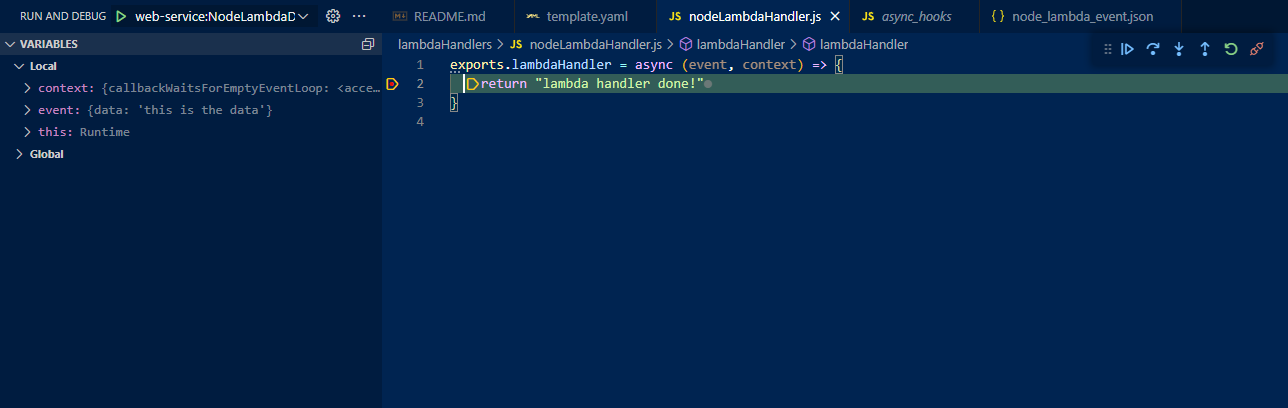 RUN AND DEBUG web-service:NodeLambdaD ...
README.md template.yaml JS nodeLambdaHandler.js JS async_hooks {} node_lambda_event.json
VARIABLES
lambdaHandlers > JS nodeLambdaHandler.js > lambdaHandler > lambdaHandler
Local
context: {callbackWaitsForEmptyEventLoop: <acce...
event: {data: 'this is the data'}
this: Runtime
Global
1 exports.lambdaHandler = async (event, context) => {
2 return "lambda handler done!"
3 }
4